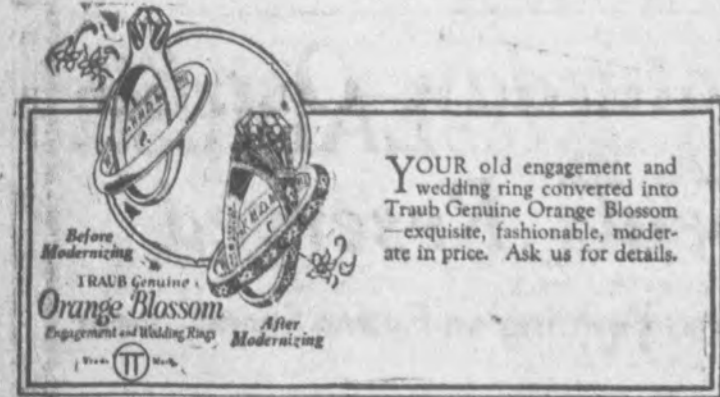 YOUR old engagement and
wedding ring converted into
Traub Genuine Orange Blossom
—exquisite, fashionable, moder-
ate in price. Ask us for details.
Before
Modernizing
TRAUB Genuine
Orange Blossom
Engagement and Wedding Rings
Trade Mark
After
Modernizing